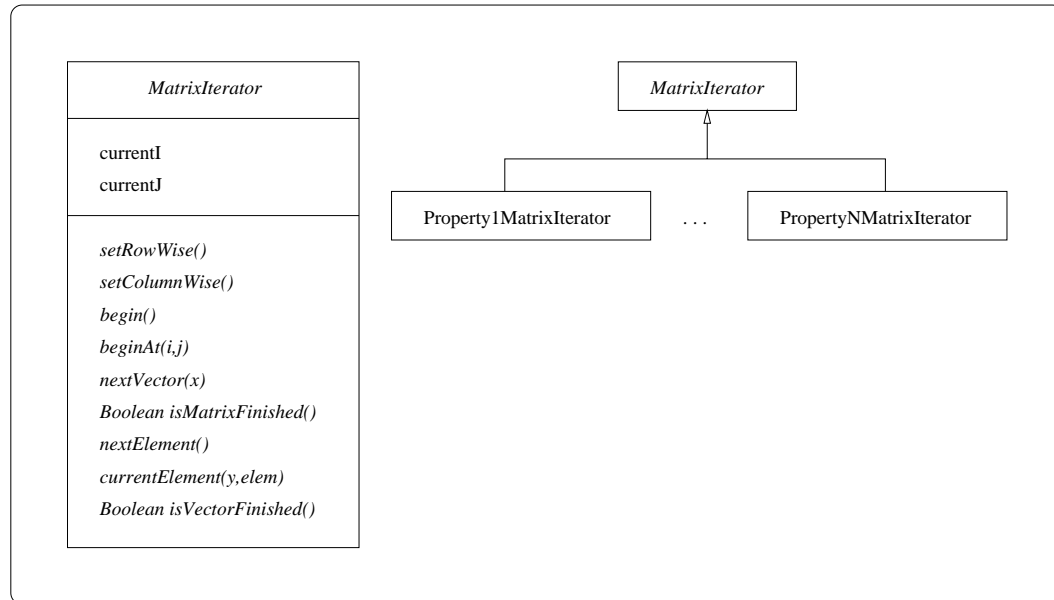 MatrixIterator
currentI
currentJ
setRowWise()
setColumnWise()
begin()
beginAt(i,j)
nextVector(x)
Boolean isMatrixFinished()
nextElement()
currentElement(y,elem)
Boolean isVectorFinished()
MatrixIterator
Property1MatrixIterator
. . .
PropertyNMatrixIterator